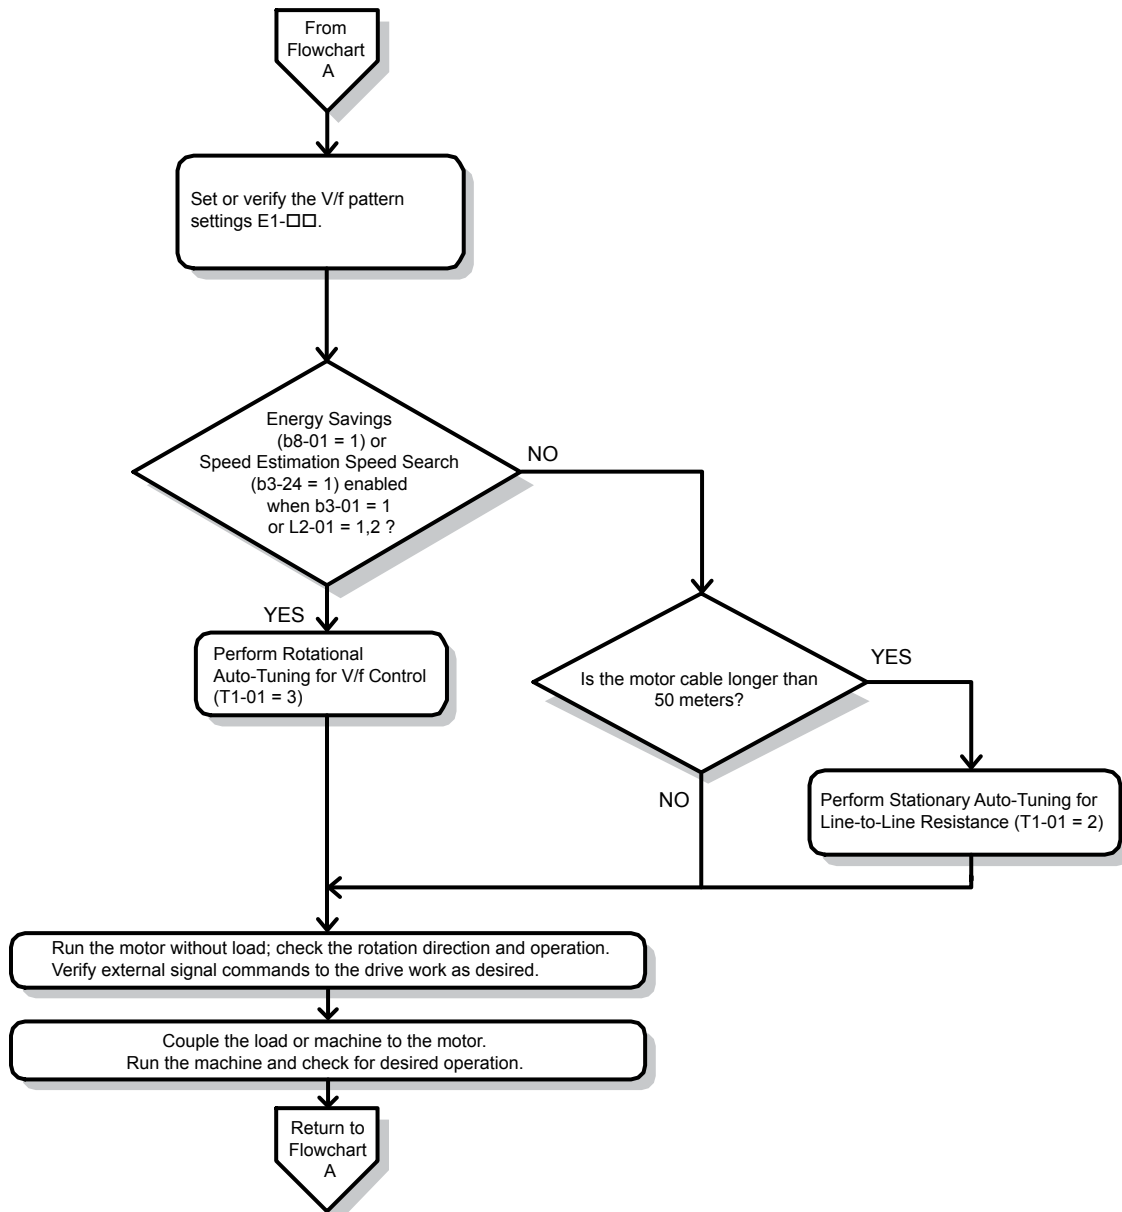 From
Flowchart
A
Set or verify the V/f pattern
settings E1-□□.
Energy Savings
(b8-01 = 1) or
Speed Estimation Speed Search
(b3-24 = 1) enabled
when b3-01 = 1
or L2-01 = 1,2 ?
NO
YES
Perform Rotational
Auto-Tuning for V/f Control
(T1-01 = 3)
Is the motor cable longer than
50 meters?
YES
NO
Perform Stationary Auto-Tuning for
Line-to-Line Resistance (T1-01 = 2)
Run the motor without load; check the rotation direction and operation.
Verify external signal commands to the drive work as desired.
Couple the load or machine to the motor.
Run the machine and check for desired operation.
Return to
Flowchart
A